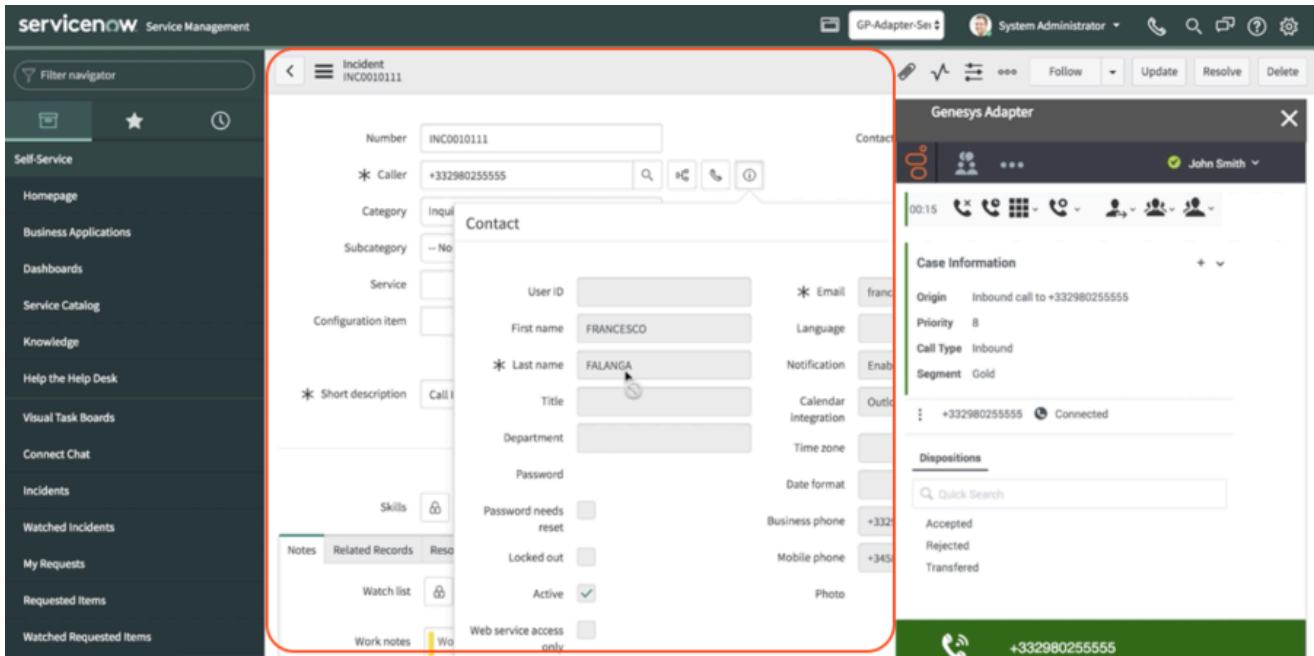 servicenow Service Management
GP-Adapter-Ser
System Administrator
Filter navigator
Self-Service
Homepage
Business Applications
Dashboards
Service Catalog
Knowledge
Help the Help Desk
Visual Task Boards
Connect Chat
Incidents
Watched Incidents
My Requests
Requested Items
Watched Requested Items
Incident
INC0010111
Follow
Update
Resolve
Delete
Number INC0010111
Contact
* Caller +332980255555
Category Inqui
Subcategory -- No
Service
Configuration item
* Short description Call I
Skills
Notes Related Records Reso
Watch list
Work notes Wo
Contact
User ID
First name FRANCESCO
* Last name FALANGA
Title
Department
Password
Password needs
reset
Locked out
Active
Web service access
only
* Email franc
Language
Notification Enab
Calendar
integration Outlo
Time zone
Date format
Business phone +332
Mobile phone +345
Photo
Genesys Adapter
John Smith
00:15
Case Information
Origin Inbound call to +332980255555
Priority 8
Call Type Inbound
Segment Gold
+332980255555 Connected
Dispositions
Quick Search
Accepted
Rejected
Transfered
+332980255555